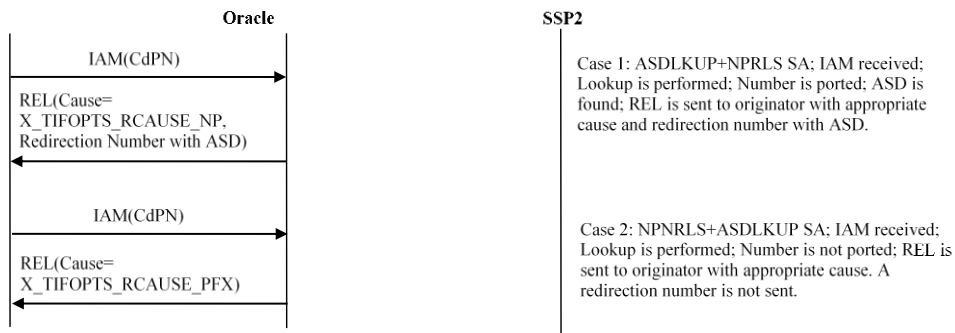 Oracle
SSP2
IAM(CdPN)
REL(Cause=
X_TIFOPTS_RCAUSE_NP,
Redirection Number with ASD)
Case 1: ASDLKUP+NPRLS SA; IAM received;
Lookup is performed; Number is ported; ASD is
found; REL is sent to originator with appropriate
cause and redirection number with ASD.
IAM(CdPN)
REL(Cause=
X_TIFOPTS_RCAUSE_PFX)
Case 2: NPNRLS+ASDLKUP SA; IAM received;
Lookup is performed; Number is not ported; REL is
sent to originator with appropriate cause. A
redirection number is not sent.